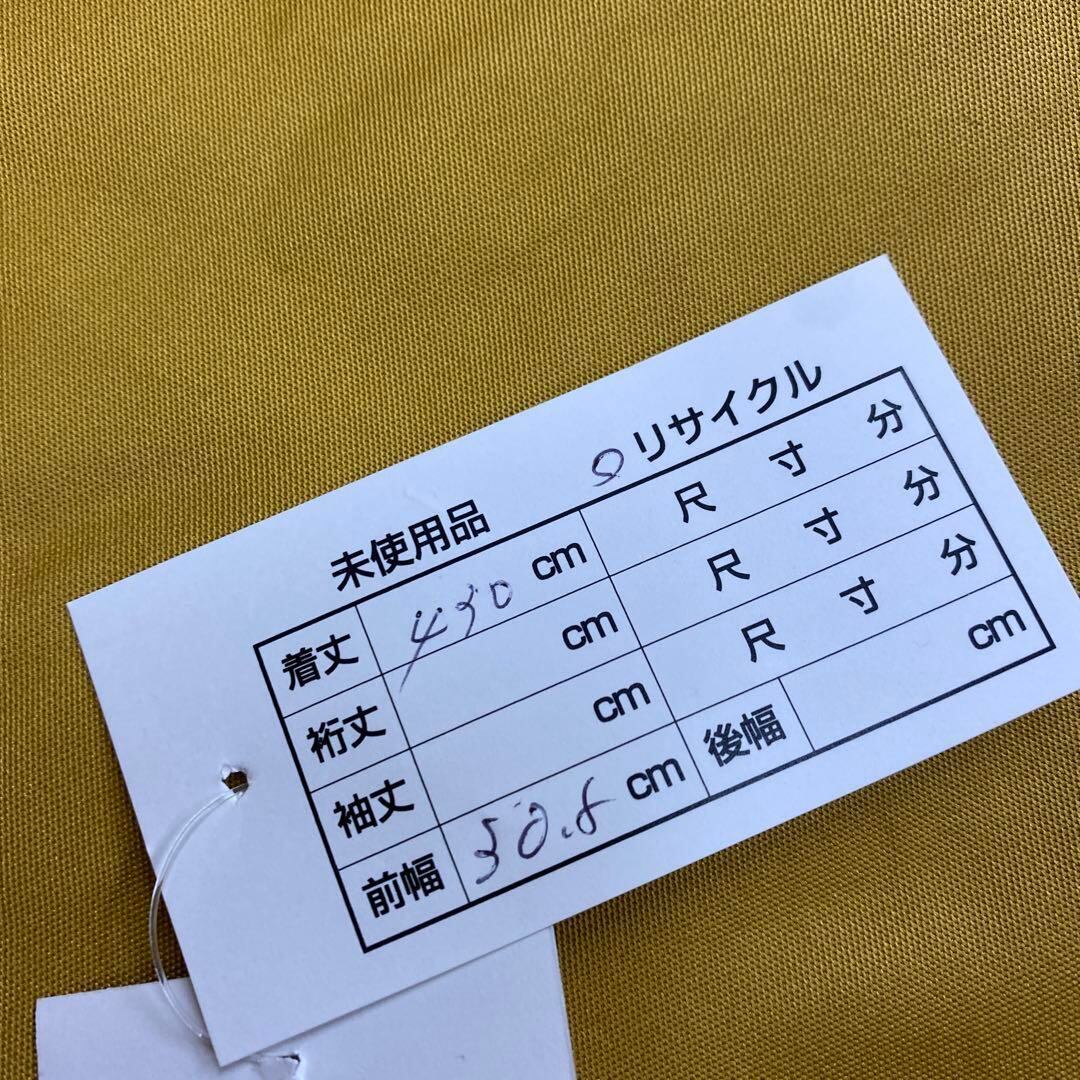 未使用品 ○リサイクル
着丈 430 cm 尺 寸 分
裄丈 cm 尺 寸 分
袖丈 cm 尺 寸 分
前幅 30.5 cm 後幅 cm